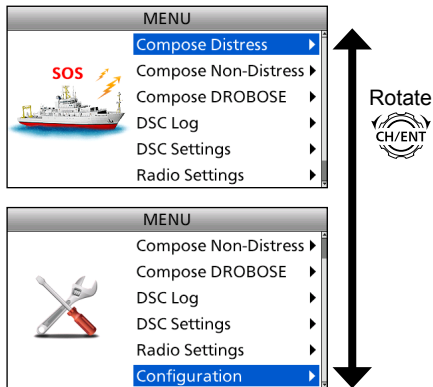 MENU
Compose Distress
SOS
Compose Non-Distress
Compose DROBOSE
DSC Log
DSC Settings
Radio Settings
Rotate
CH/ENT
MENU
Compose Non-Distress
Compose DROBOSE
DSC Log
DSC Settings
Radio Settings
Configuration